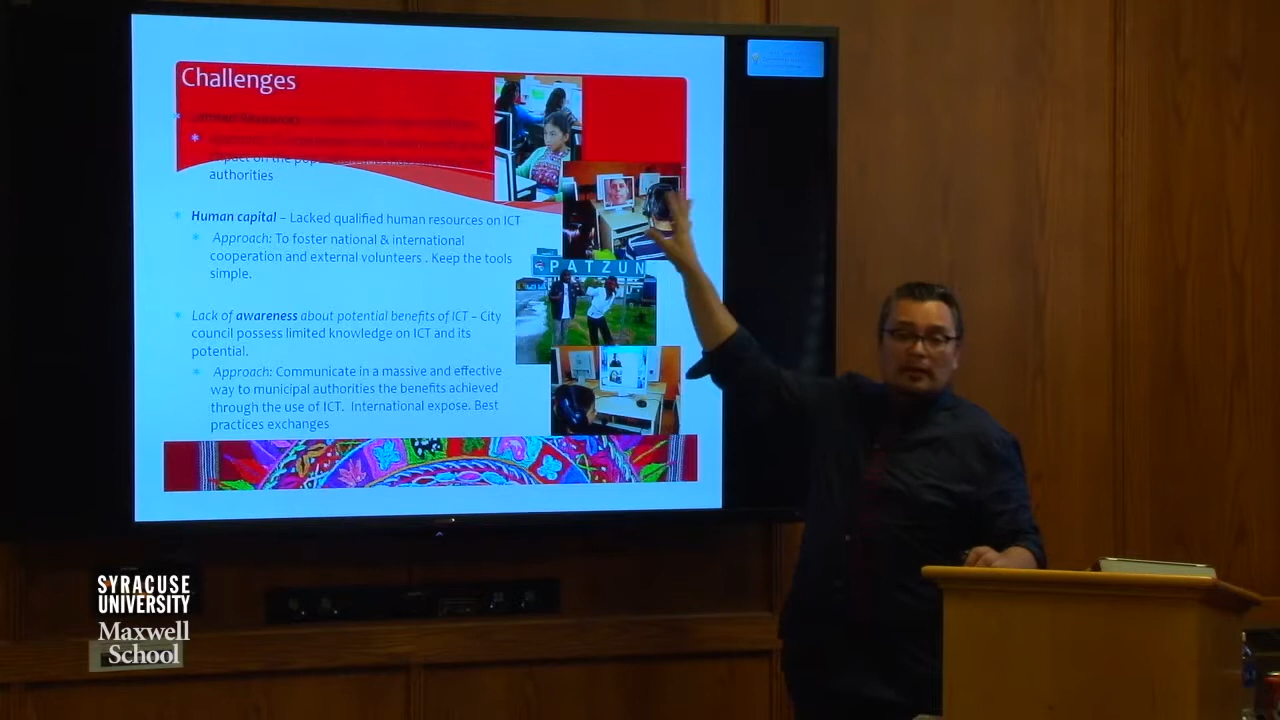 Challenges
impact on the
authorities
Human capital – Lacked qualified human resources on ICT
Approach: To foster national & international
cooperation and external volunteers . Keep the tools
simple.
Lack of awareness about potential benefits of ICT – City
council possess limited knowledge on ICT and its
potential.
Approach: Communicate in a massive and effective
way to municipal authorities the benefits achieved
through the use of ICT. International expose. Best
practices exchanges
PATZUN
SYRACUSE
UNIVERSITY
Maxwell
School